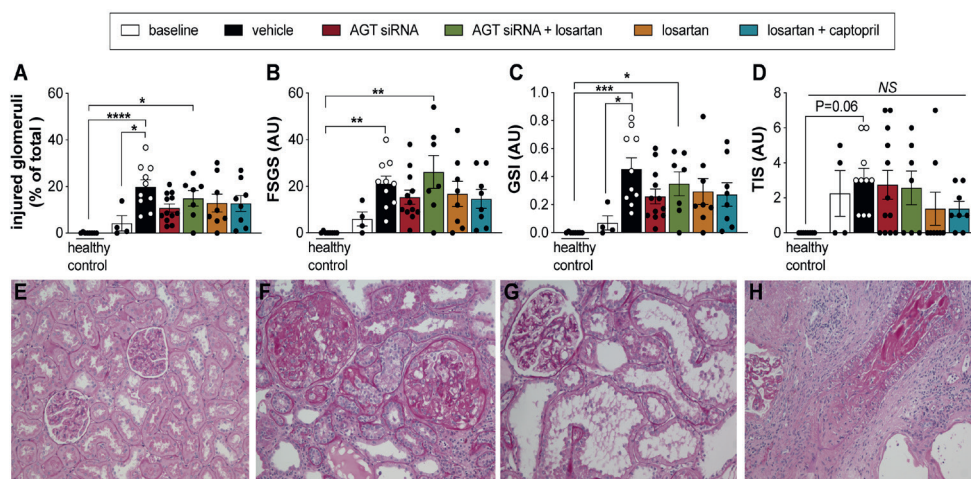 baseline vehicle AGT siRNA AGT siRNA + losartan losartan losartan + captopril
A B C D
injured glomeruli
(% of total)
60
40
20
0
*
****
*
healthy
control
FSGS (AU)
60
40
20
0
**
**
healthy
control
GSI (AU)
1.0
0.8
0.6
0.4
0.2
0
*
***
*
healthy
control
TIS (AU)
8
6
4
2
0
NS
P=0.06
healthy
control
E F G H